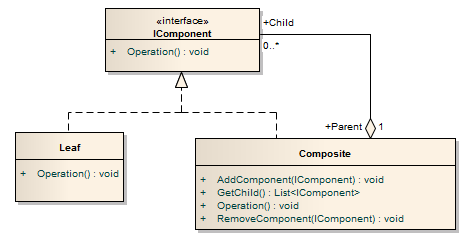 «interface»
IComponent
+ Operation() : void
+Child
0..*
+Parent
1
Leaf
+ Operation() : void
Composite
+ AddComponent(IComponent) : void
+ GetChild() : List<IComponent>
+ Operation() : void
+ RemoveComponent(IComponent) : void